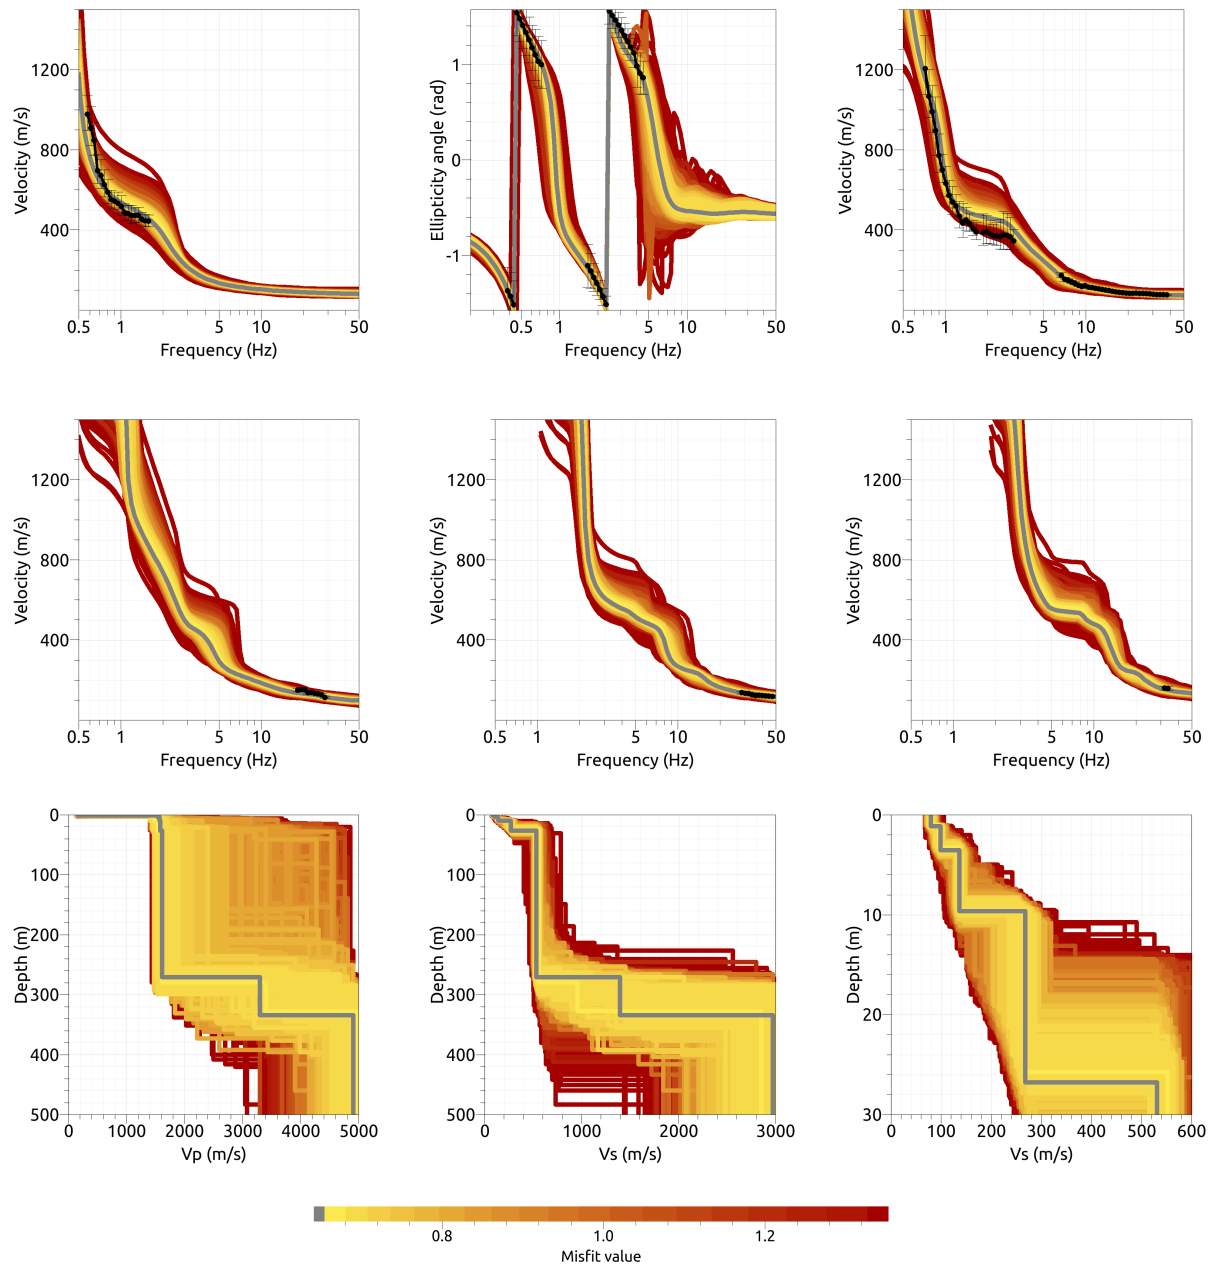 Velocity (m/s)
1200
800
400
0.5 1 5 10 50
Frequency (Hz)
Ellipticity angle (rad)
1
0
-1
0.5 1 5 10 50
Frequency (Hz)
Velocity (m/s)
1200
800
400
0.5 1 5 10 50
Frequency (Hz)
Velocity (m/s)
1200
800
400
0.5 1 5 10 50
Frequency (Hz)
Velocity (m/s)
1200
800
400
0.5 1 5 10 50
Frequency (Hz)
Velocity (m/s)
1200
800
400
0.5 1 5 10 50
Frequency (Hz)
Depth (m)
0
100
200
300
400
500
0 1000 2000 3000 4000 5000
Vp (m/s)
Depth (m)
0
100
200
300
400
500
0 1000 2000 3000
Vs (m/s)
Depth (m)
0
10
20
30
0 100 200 300 400 500 600
Vs (m/s)
0.8 1.0 1.2
Misfit value